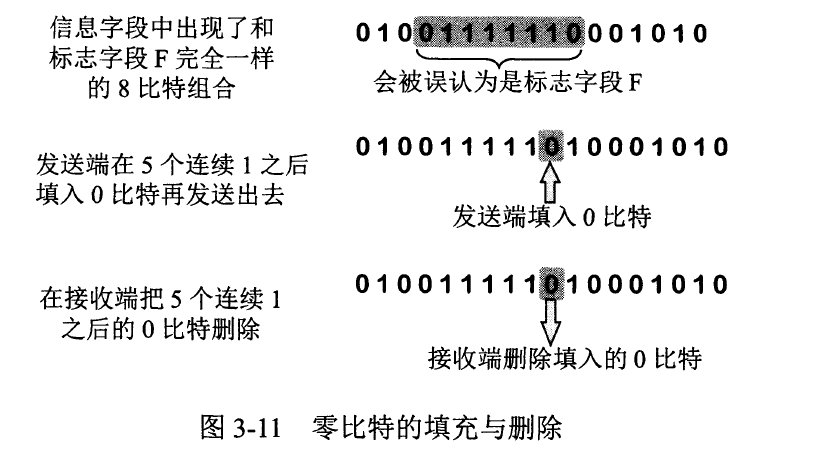 信息字段中出现了和
标志字段 F 完全一样
的 8 比特组合
01001111110001010
会被误认为是标志字段 F
发送端在 5 个连续 1 之后
填入 0 比特再发送出去
010011111010001010
发送端填入 0 比特
在接收端把 5 个连续 1
之后的 0 比特删除
010011111010001010
接收端删除填入的 0 比特
图 3-11 零比特的填充与删除